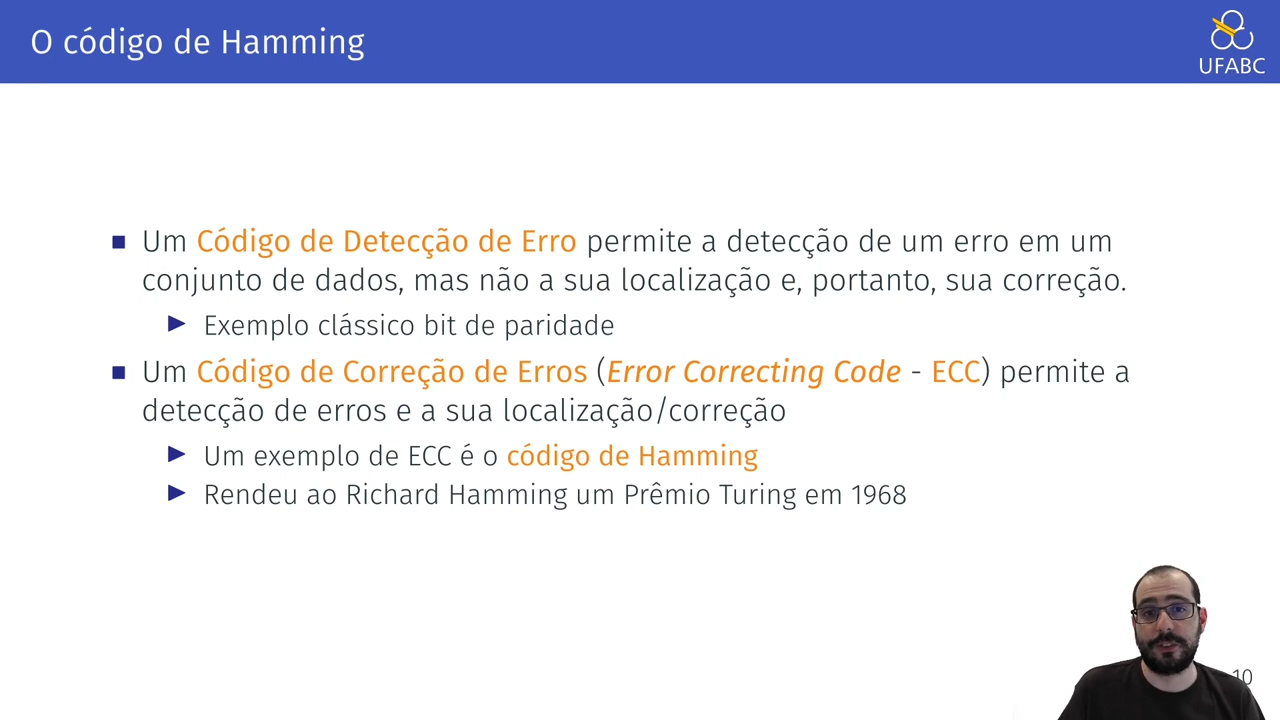 O código de Hamming
UFABC
Um Código de Detecção de Erro permite a detecção de um erro em um
conjunto de dados, mas não a sua localização e, portanto, sua correção.
Exemplo clássico bit de paridade
Um Código de Correção de Erros (Error Correcting Code - ECC) permite a
detecção de erros e a sua localização/correção
Um exemplo de ECC é o código de Hamming
Rendeu ao Richard Hamming um Prêmio Turing em 1968
10